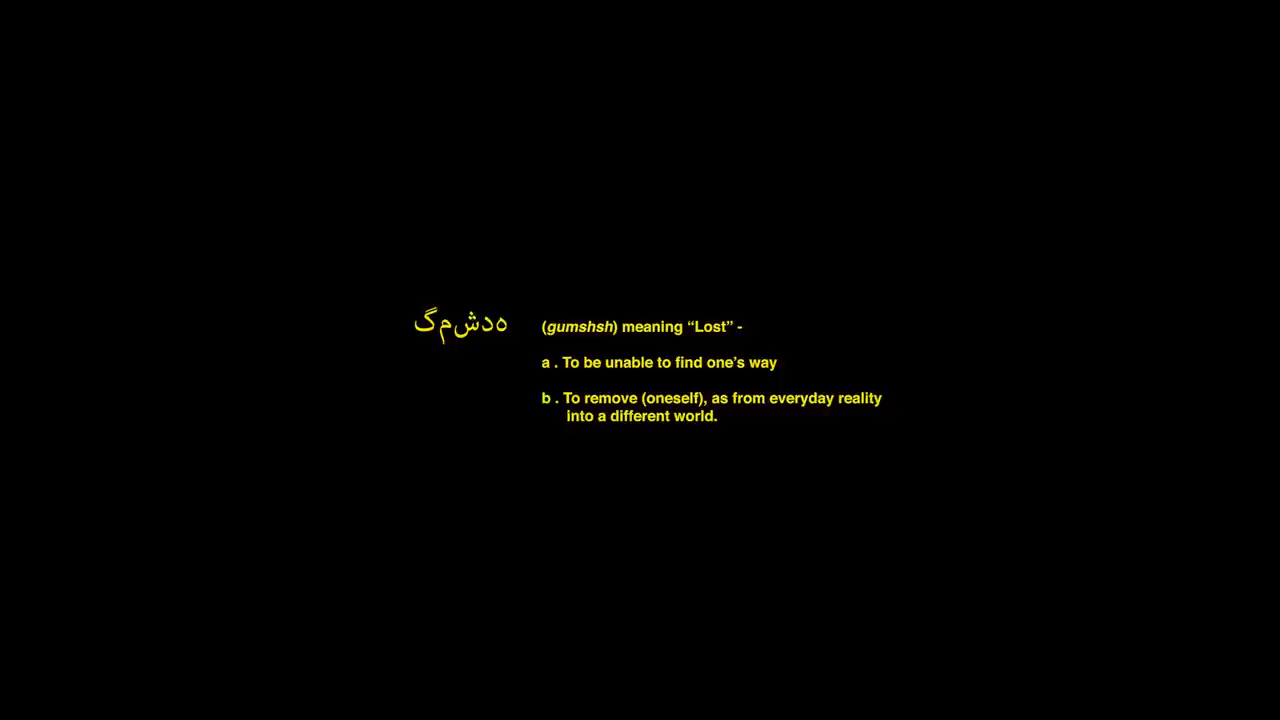 ه د ش م گ (gumshsh) meaning “Lost” -
a . To be unable to find one’s way
b . To remove (oneself), as from everyday reality
into a different world.